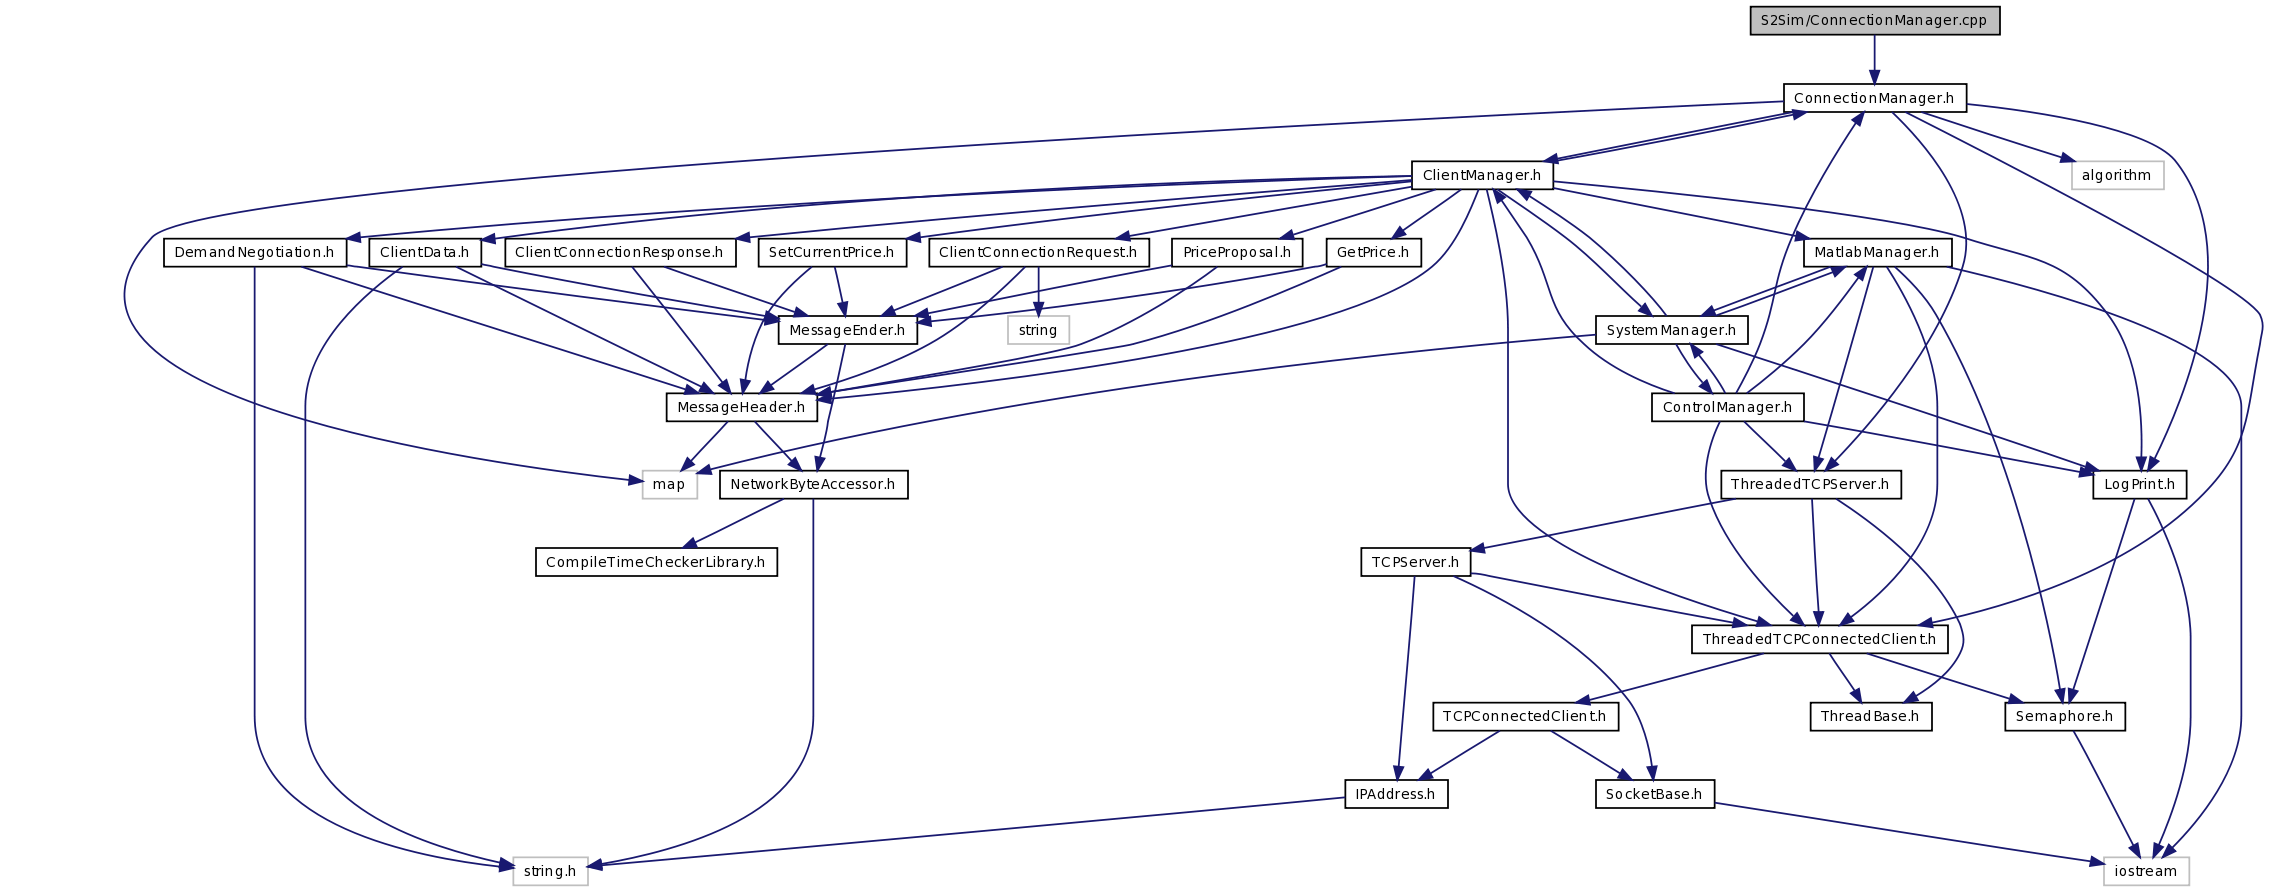 S2Sim/ConnectionManager.cpp
ConnectionManager.h
ClientManager.h
algorithm
DemandNegotiation.h
ClientData.h
ClientConnectionResponse.h
SetCurrentPrice.h
ClientConnectionRequest.h
PriceProposal.h
GetPrice.h
MatlabManager.h
MessageEnder.h
string
SystemManager.h
MessageHeader.h
ControlManager.h
map
NetworkByteAccessor.h
ThreadedTCPServer.h
LogPrint.h
CompileTimeCheckerLibrary.h
TCPServer.h
ThreadedTCPConnectedClient.h
TCPConnectedClient.h
ThreadBase.h
Semaphore.h
IPAddress.h
SocketBase.h
string.h
iostream